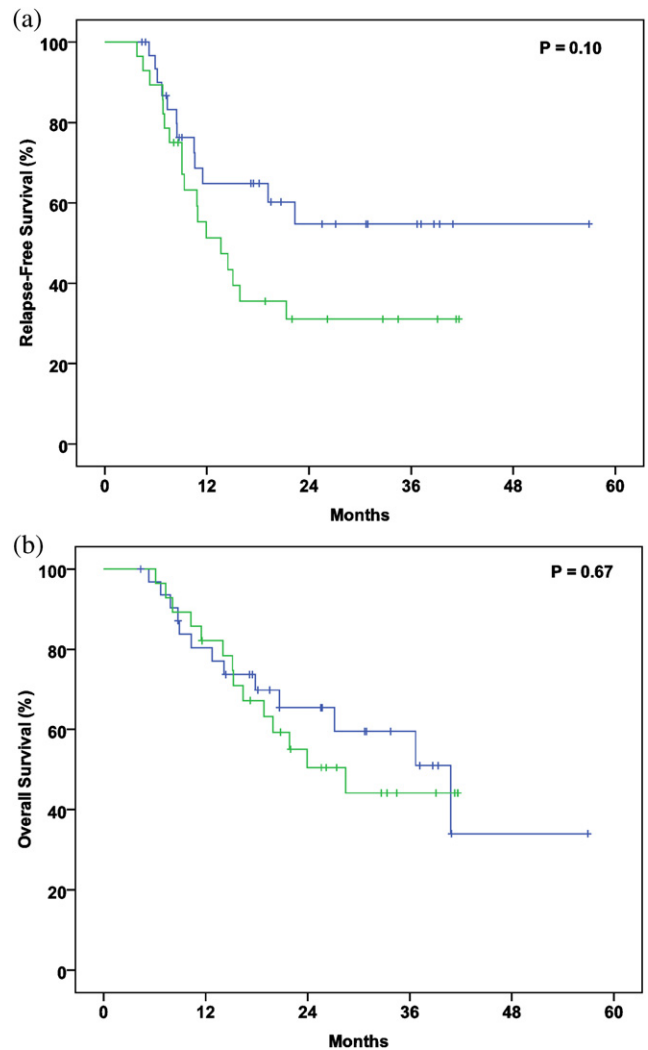 (a)
P = 0.10
100
80
60
40
20
0
Relapse-Free Survival (%)
0 12 24 36 48 60
Months
(b)
P = 0.67
100
80
60
40
20
0
Overall Survival (%)
0 12 24 36 48 60
Months